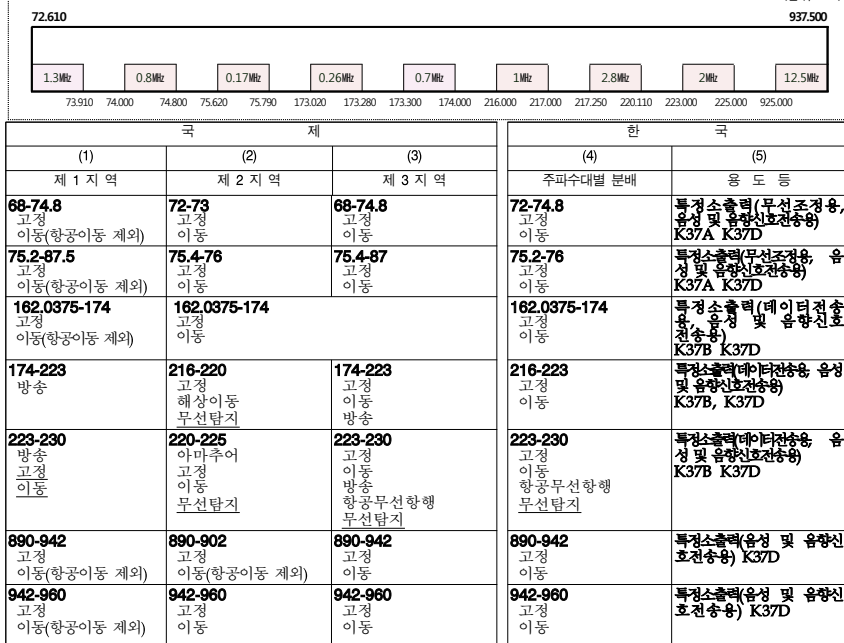 72.610 937.500
1.3MHz 0.8MHz 0.17MHz 0.26MHz 0.7MHz 1MHz 2.8MHz 2MHz 12.5MHz
73.910 74.000 74.800 75.620 75.790 173.020 173.280 173.300 174.000 216.000 217.000 217.250 220.110 223.000 225.000 925.000
국 제 한 국
(1) (2) (3) (4) (5)
제 1 지 역 제 2 지 역 제 3 지 역 주파수대별 분배 용 도 등
68-74.8
고정
이동(항공이동 제외)
72-73
고정
이동
68-74.8
고정
이동
72-74.8
고정
이동
특정소출력(무선조정용,
음성 및 음향신호전송용)
K37A K37D
75.2-87.5
고정
이동(항공이동 제외)
75.4-76
고정
이동
75.4-87
고정
이동
75.2-76
고정
이동
특정소출력(무선조정용, 음
성 및 음향신호전송용)
K37A K37D
162.0375-174
고정
이동(항공이동 제외)
162.0375-174
고정
이동
162.0375-174
고정
이동
특정소출력(데이터전송
용, 음성 및 음향신호
전송용)
K37B K37D
174-223
방송
216-220
고정
해상이동
무선탐지
174-223
고정
이동
방송
216-223
고정
이동
특정소출력(데이터전송용, 음성
및 음향신호전송용)
K37B, K37D
223-230
방송
고정
이동
220-225
아마추어
고정
이동
무선탐지
223-230
고정
이동
방송
항공무선항행
무선탐지
223-230
고정
이동
항공무선항행
무선탐지
특정소출력(데이터전송용, 음
성 및 음향신호전송용)
K37B K37D
890-942
고정
이동(항공이동 제외)
890-902
고정
이동(항공이동 제외)
890-942
고정
이동
890-942
고정
이동
특정소출력(음성 및 음향신
호전송용) K37D
942-960
고정
이동(항공이동 제외)
942-960
고정
이동
942-960
고정
이동
942-960
고정
이동
특정소출력(음성 및 음향신
호전송용) K37D